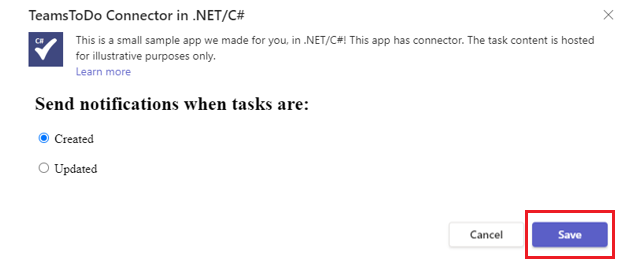 TeamsToDo Connector in .NET/C#
C#
This is a small sample app we made for you, in .NET/C#! This app has connector. The task content is hosted
for illustrative purposes only.
Learn more
Send notifications when tasks are:
Created
Updated
Cancel
Save